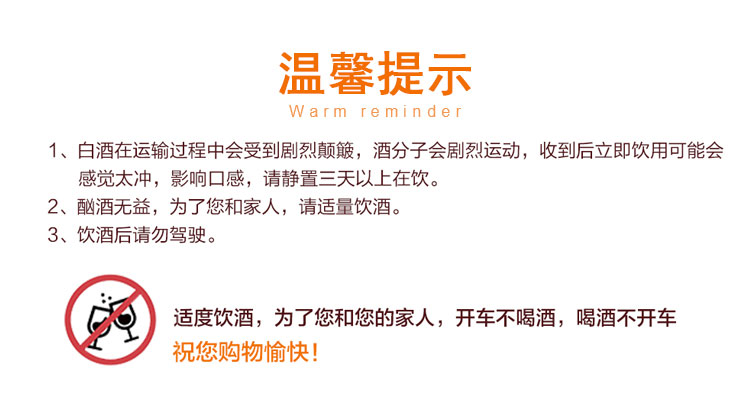 温馨提示
Warm reminder
1、白酒在运输过程中会受到剧烈颠簸，酒分子会剧烈运动，收到后立即饮用可能会
感觉太冲，影响口感，请静置三天以上在饮。
2、酗酒无益，为了您和家人，请适量饮酒。
3、饮酒后请勿驾驶。
适度饮酒，为了您和您的家人，开车不喝酒，喝酒不开车
祝您购物愉快！